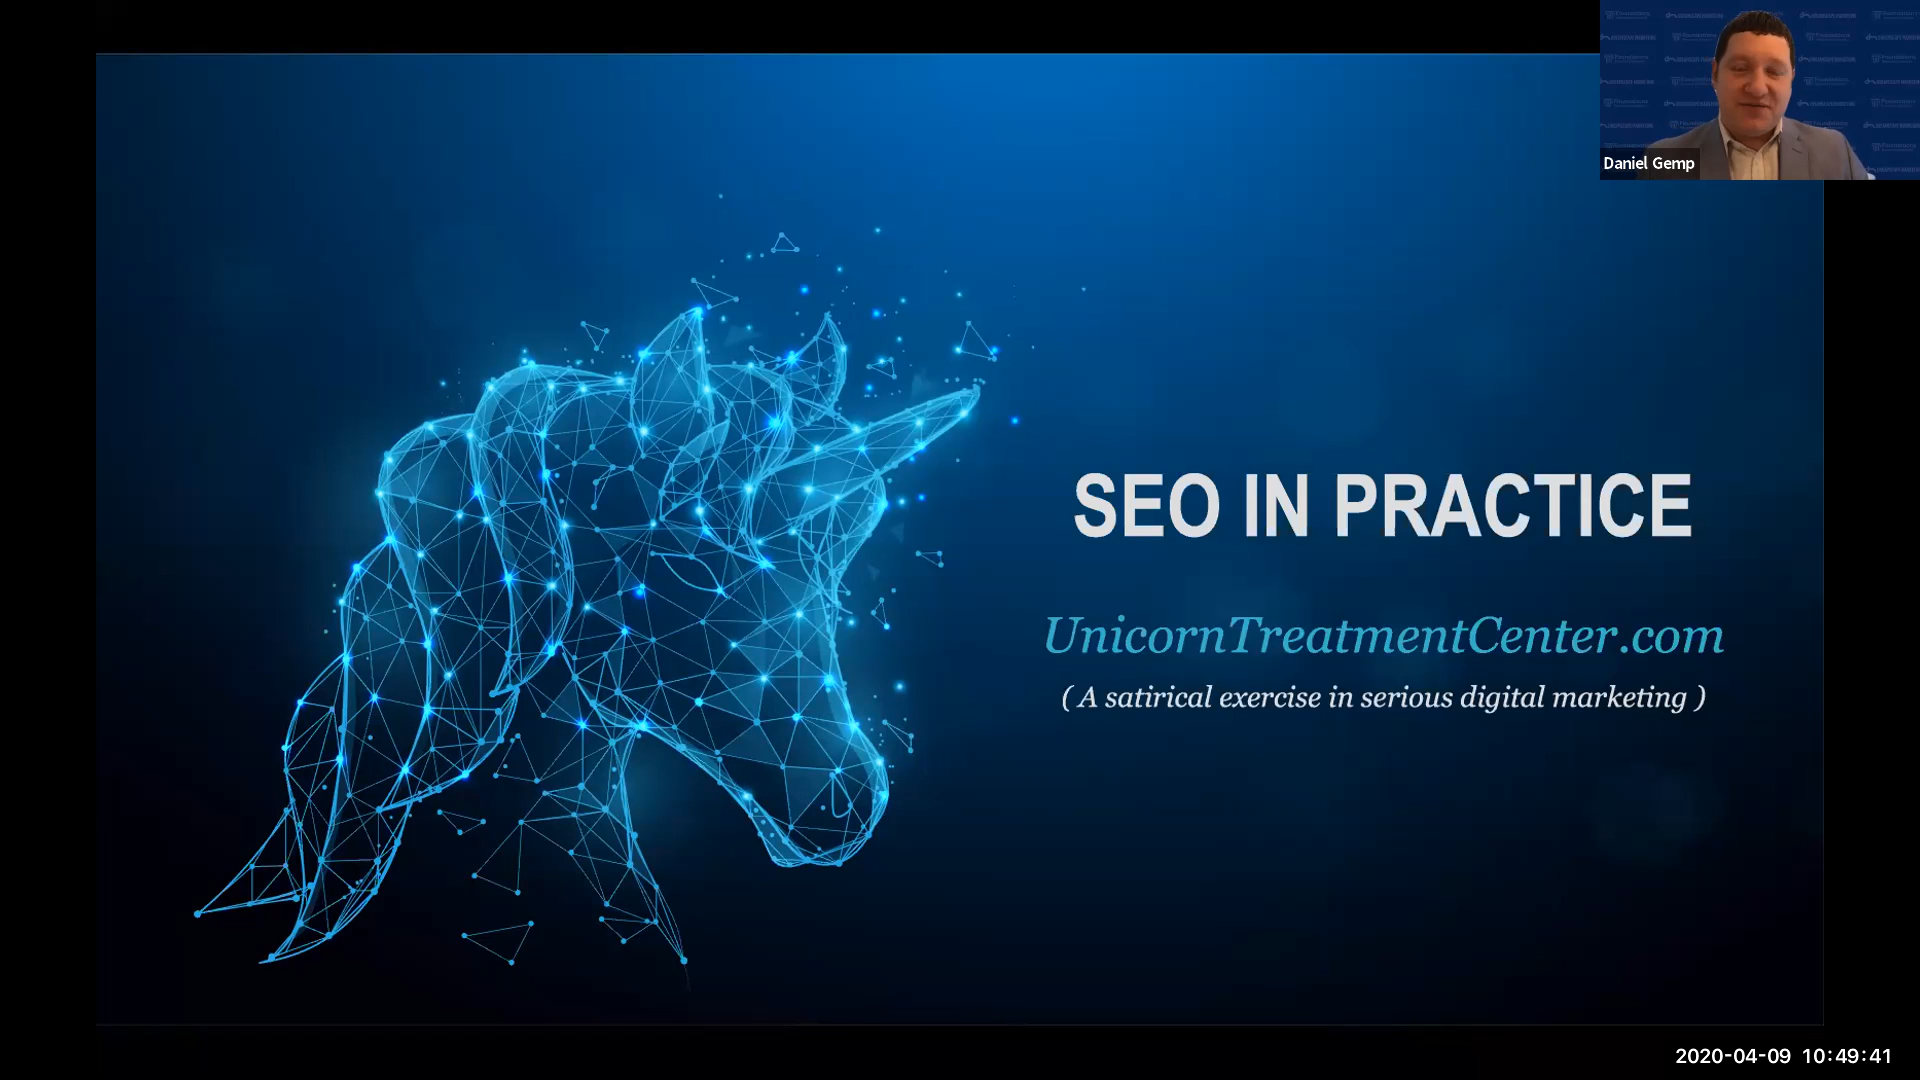 Daniel Gemp
SEO IN PRACTICE
UnicornTreatmentCenter.com
( A satirical exercise in serious digital marketing )
2020-04-09 10:49:41